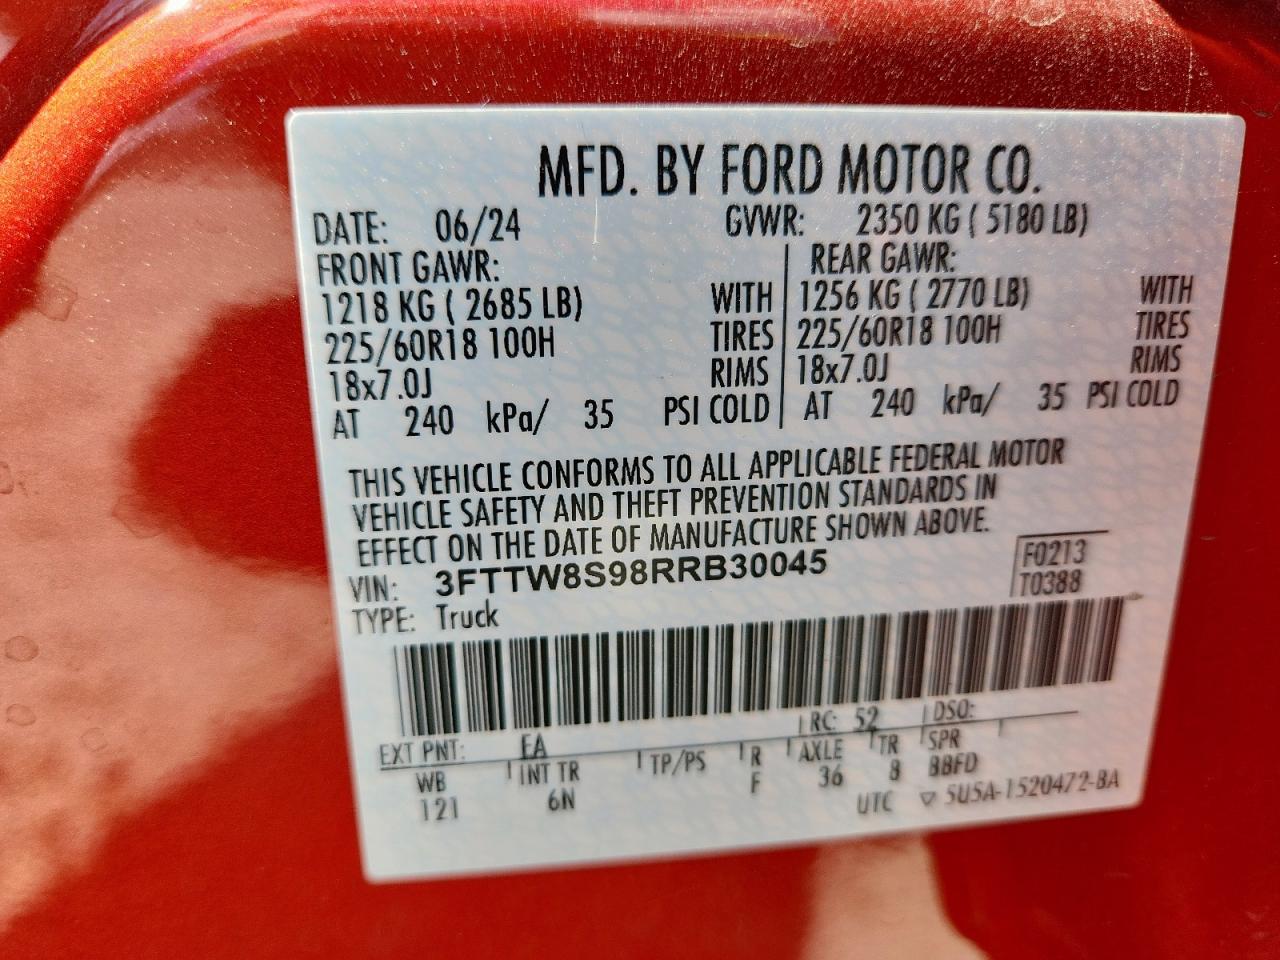 MFD. BY FORD MOTOR CO.
DATE: 06/24 GVWR: 2350 KG ( 5180 LB)
FRONT GAWR: REAR GAWR:
1218 KG ( 2685 LB) WITH 1256 KG ( 2770 LB) WITH
225/60R18 100H TIRES 225/60R18 100H TIRES
18x7.0J RIMS 18x7.0J RIMS
AT 240 kPa/ 35 PSI COLD AT 240 kPa/ 35 PSI COLD
THIS VEHICLE CONFORMS TO ALL APPLICABLE FEDERAL MOTOR
VEHICLE SAFETY AND THEFT PREVENTION STANDARDS IN
EFFECT ON THE DATE OF MANUFACTURE SHOWN ABOVE.
VIN: 3FTTW8S98RRB30045 F0213
TYPE: Truck T0388
EXT PNT: EA RC: 52 DSO:
WB INT TR TP/PS R AXLE TR SPR
121 6N F 36 8 BBFD
UTC ▽ 5U5A-1520472-BA